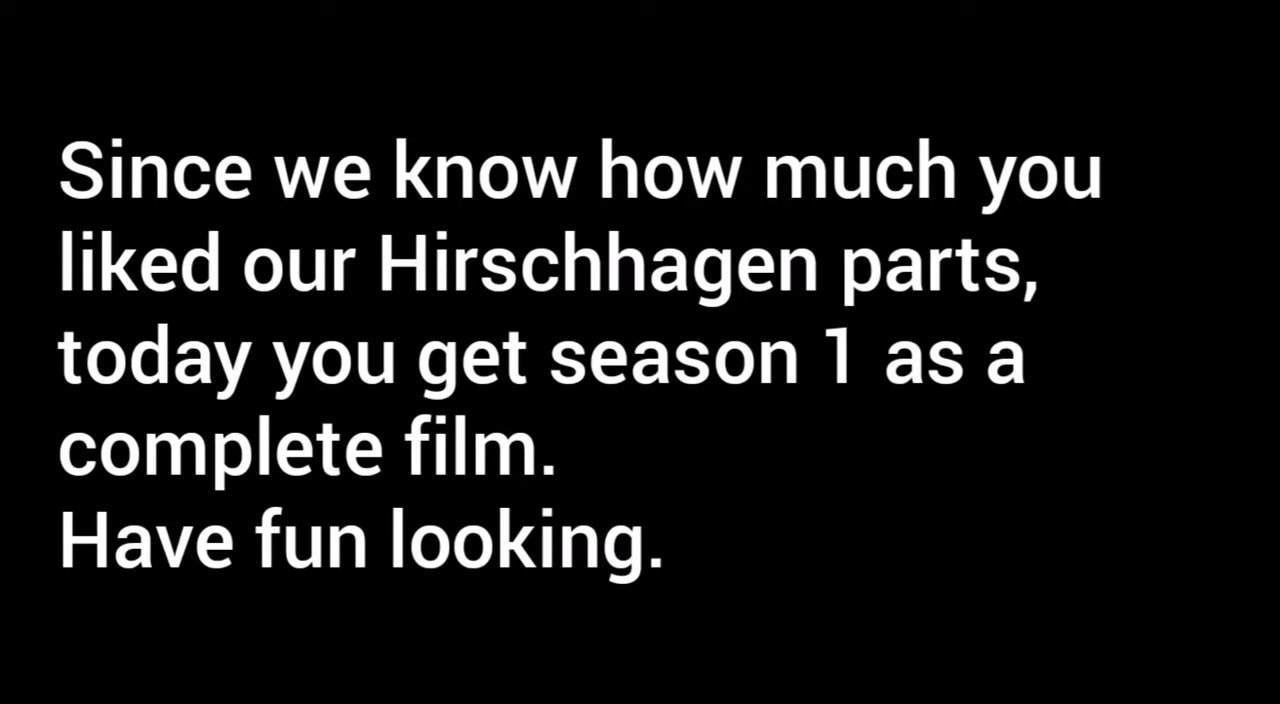 Since we know how much you
liked our Hirschhagen parts,
today you get season 1 as a
complete film.
Have fun looking.